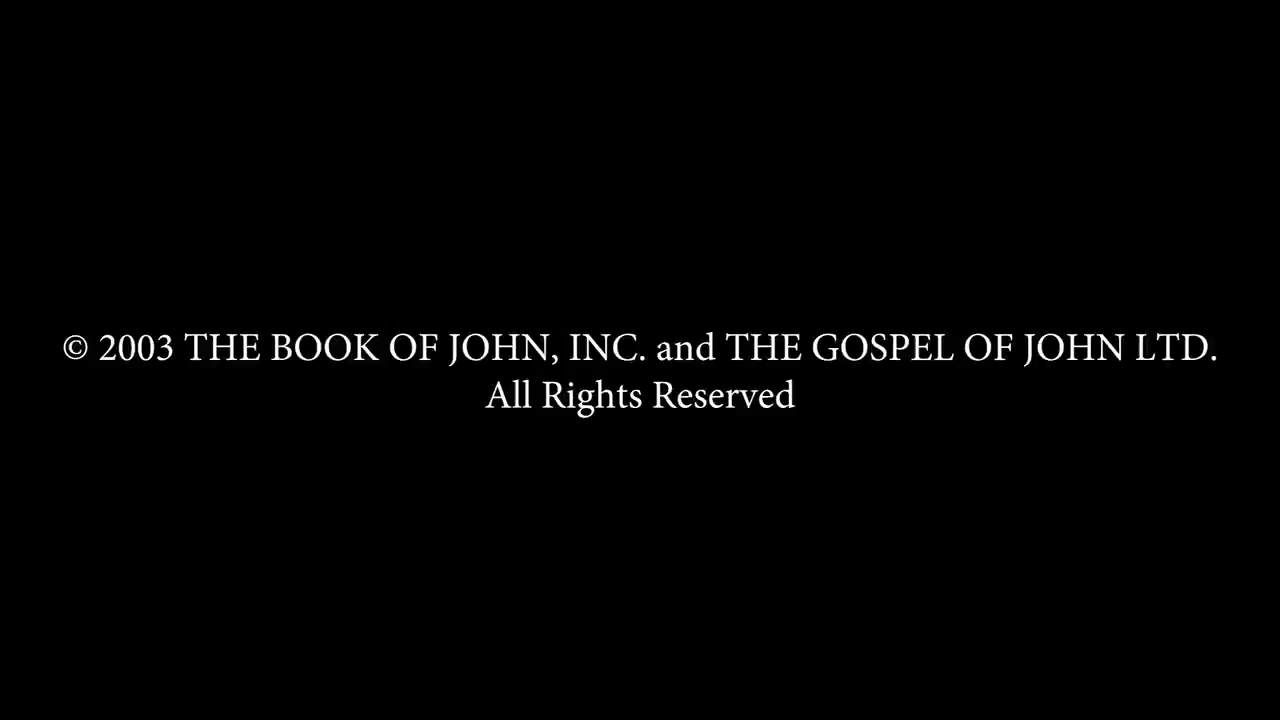 © 2003 THE BOOK OF JOHN, INC. and THE GOSPEL OF JOHN LTD.
All Rights Reserved